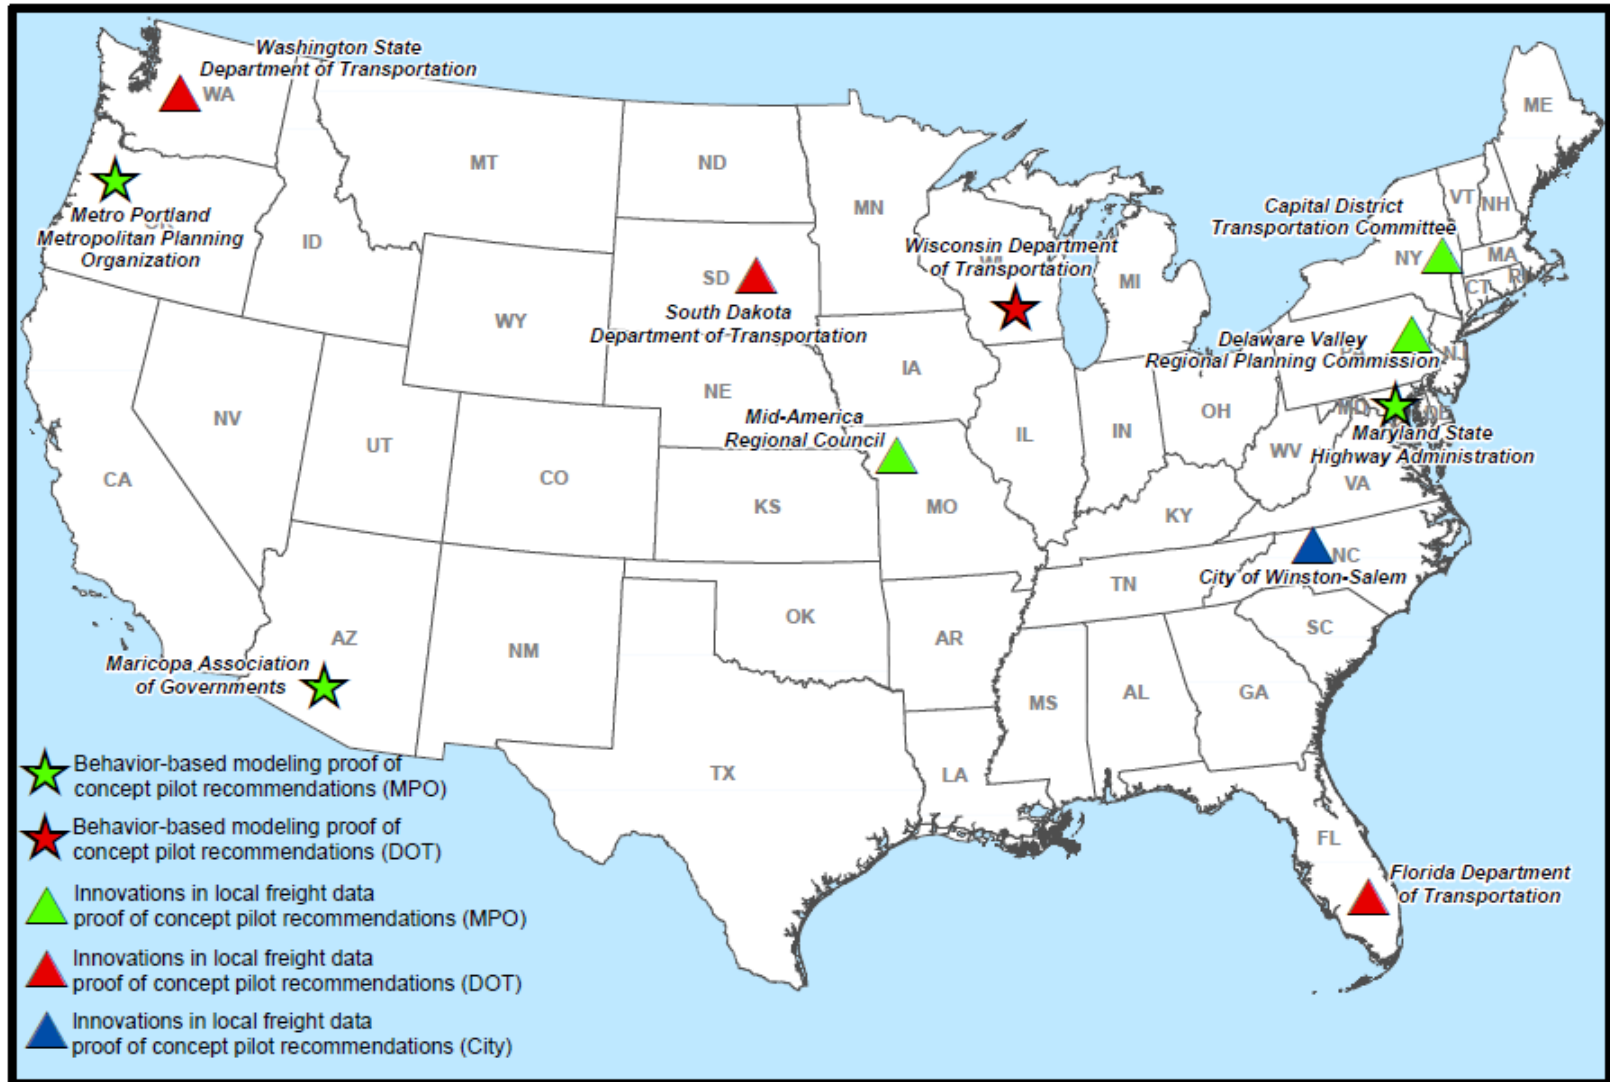 Washington State
Department of Transportation
WA
ME
MT
ND
MN
VT
NH
Capital District
Transportation Committee
Metro Portland
Metropolitan Planning
Organization
ID
Wisconsin Department
of Transportation
NY
MA
SD
MI
CT
RI
South Dakota
Department of Transportation
WY
Delaware Valley
Regional Planning Commission
PA
NJ
IA
NE
Mid-America
Regional Council
OH
MD
DE
Maryland State
Highway Administration
NV
UT
IL
IN
WV
CA
CO
KS
MO
VA
KY
City of Winston-Salem
NC
TN
OK
AR
SC
AZ
NM
Maricopa Association
of Governments
MS
AL
GA
TX
LA
FL
Florida Department
of Transportation
Behavior-based modeling proof of
concept pilot recommendations (MPO)
Behavior-based modeling proof of
concept pilot recommendations (DOT)
Innovations in local freight data
proof of concept pilot recommendations (MPO)
Innovations in local freight data
proof of concept pilot recommendations (DOT)
Innovations in local freight data
proof of concept pilot recommendations (City)